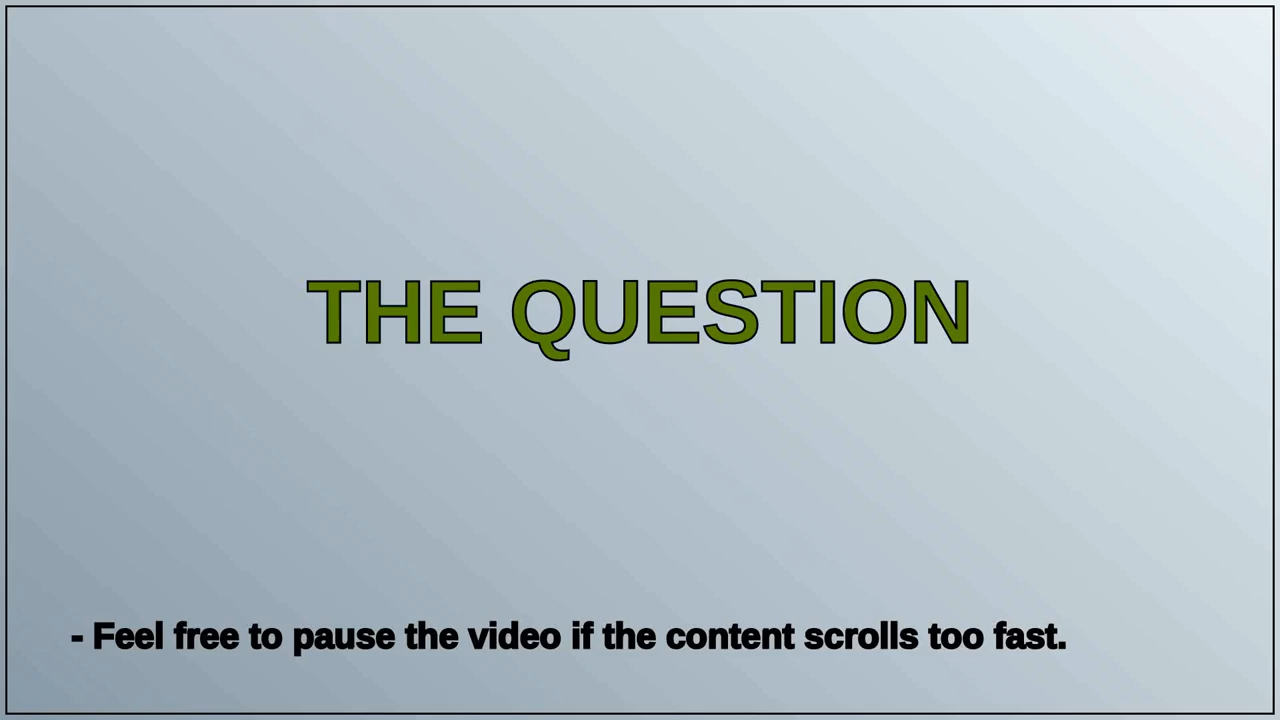 THE QUESTION
- Feel free to pause the video if the content scrolls too fast.